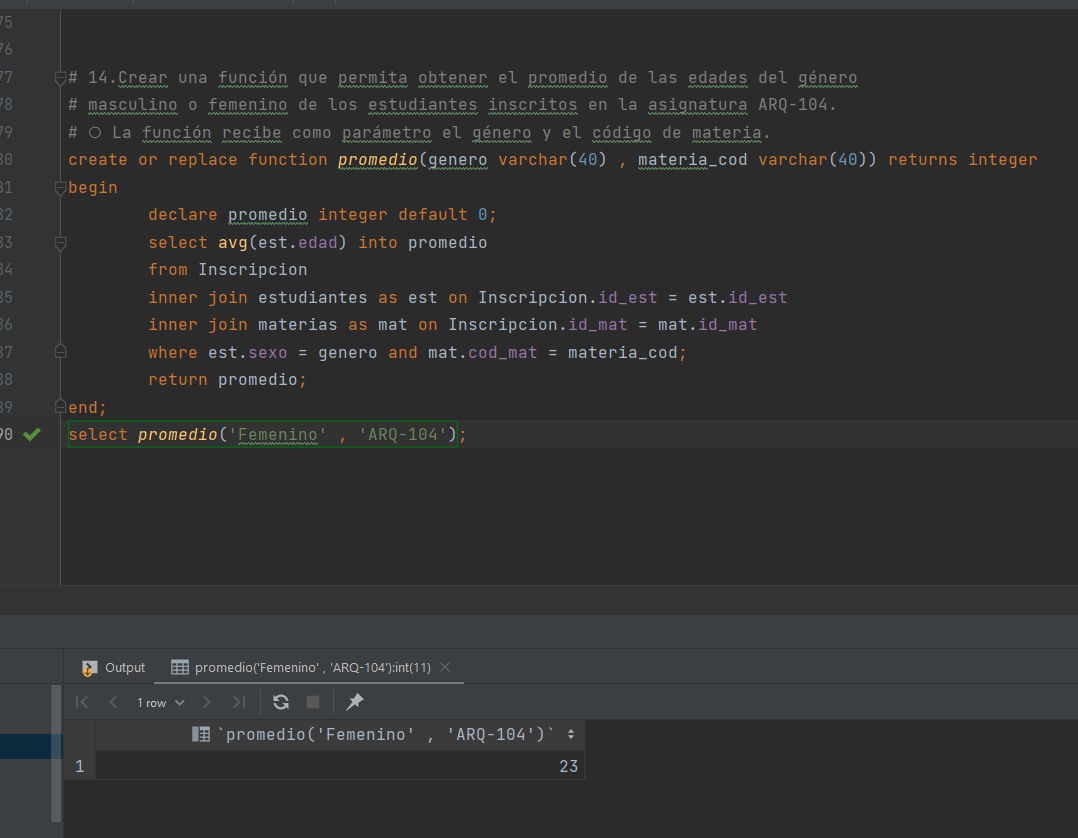 75
76
77 # 14.Crear una función que permita obtener el promedio de las edades del género
78 # masculino o femenino de los estudiantes inscritos en la asignatura ARQ-104.
79 # ○ La función recibe como parámetro el género y el código de materia.
80 create or replace function promedio(genero varchar(40) , materia_cod varchar(40)) returns integer
81 begin
82 declare promedio integer default 0;
83 select avg(est.edad) into promedio
84 from Inscripcion
85 inner join estudiantes as est on Inscripcion.id_est = est.id_est
86 inner join materias as mat on Inscripcion.id_mat = mat.id_mat
87 where est.sexo = genero and mat.cod_mat = materia_cod;
88 return promedio;
89 end;
90 select promedio('Femenino' , 'ARQ-104');
Output promedio('Femenino' , 'ARQ-104'):int(11)
1 row
`promedio('Femenino' , 'ARQ-104')`
1 23